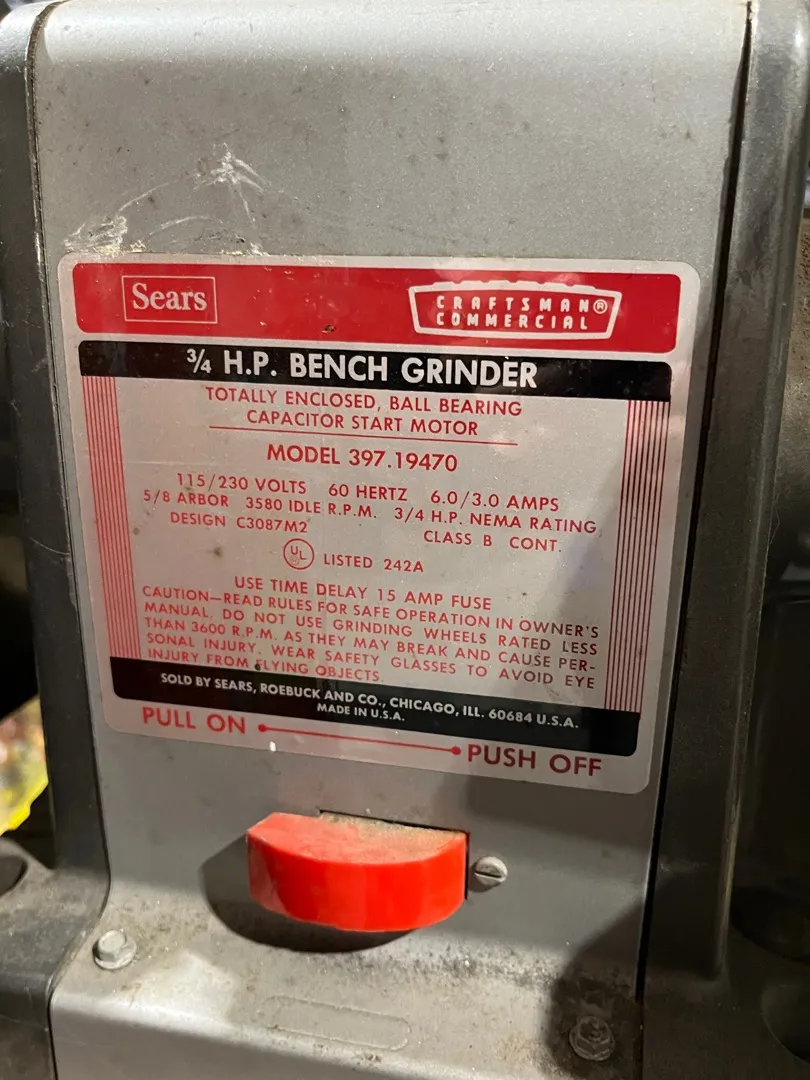 Sears
CRAFTSMAN®
COMMERCIAL
3/4 H.P. BENCH GRINDER
TOTALLY ENCLOSED, BALL BEARING
CAPACITOR START MOTOR
MODEL 397.19470
115/230 VOLTS 60 HERTZ 6.0/3.0 AMPS
5/8 ARBOR 3580 IDLE R.P.M. 3/4 H.P. NEMA RATING
DESIGN C3087M2 CLASS B CONT.
UL LISTED 242A
USE TIME DELAY 15 AMP FUSE
CAUTION—READ RULES FOR SAFE OPERATION IN OWNER'S
MANUAL. DO NOT USE GRINDING WHEELS RATED LESS
THAN 3600 R.P.M. AS THEY MAY BREAK AND CAUSE PER-
SONAL INJURY. WEAR SAFETY GLASSES TO AVOID EYE
INJURY FROM FLYING OBJECTS.
SOLD BY SEARS, ROEBUCK AND CO., CHICAGO, ILL. 60684 U.S.A.
MADE IN U.S.A.
PULL ON PUSH OFF